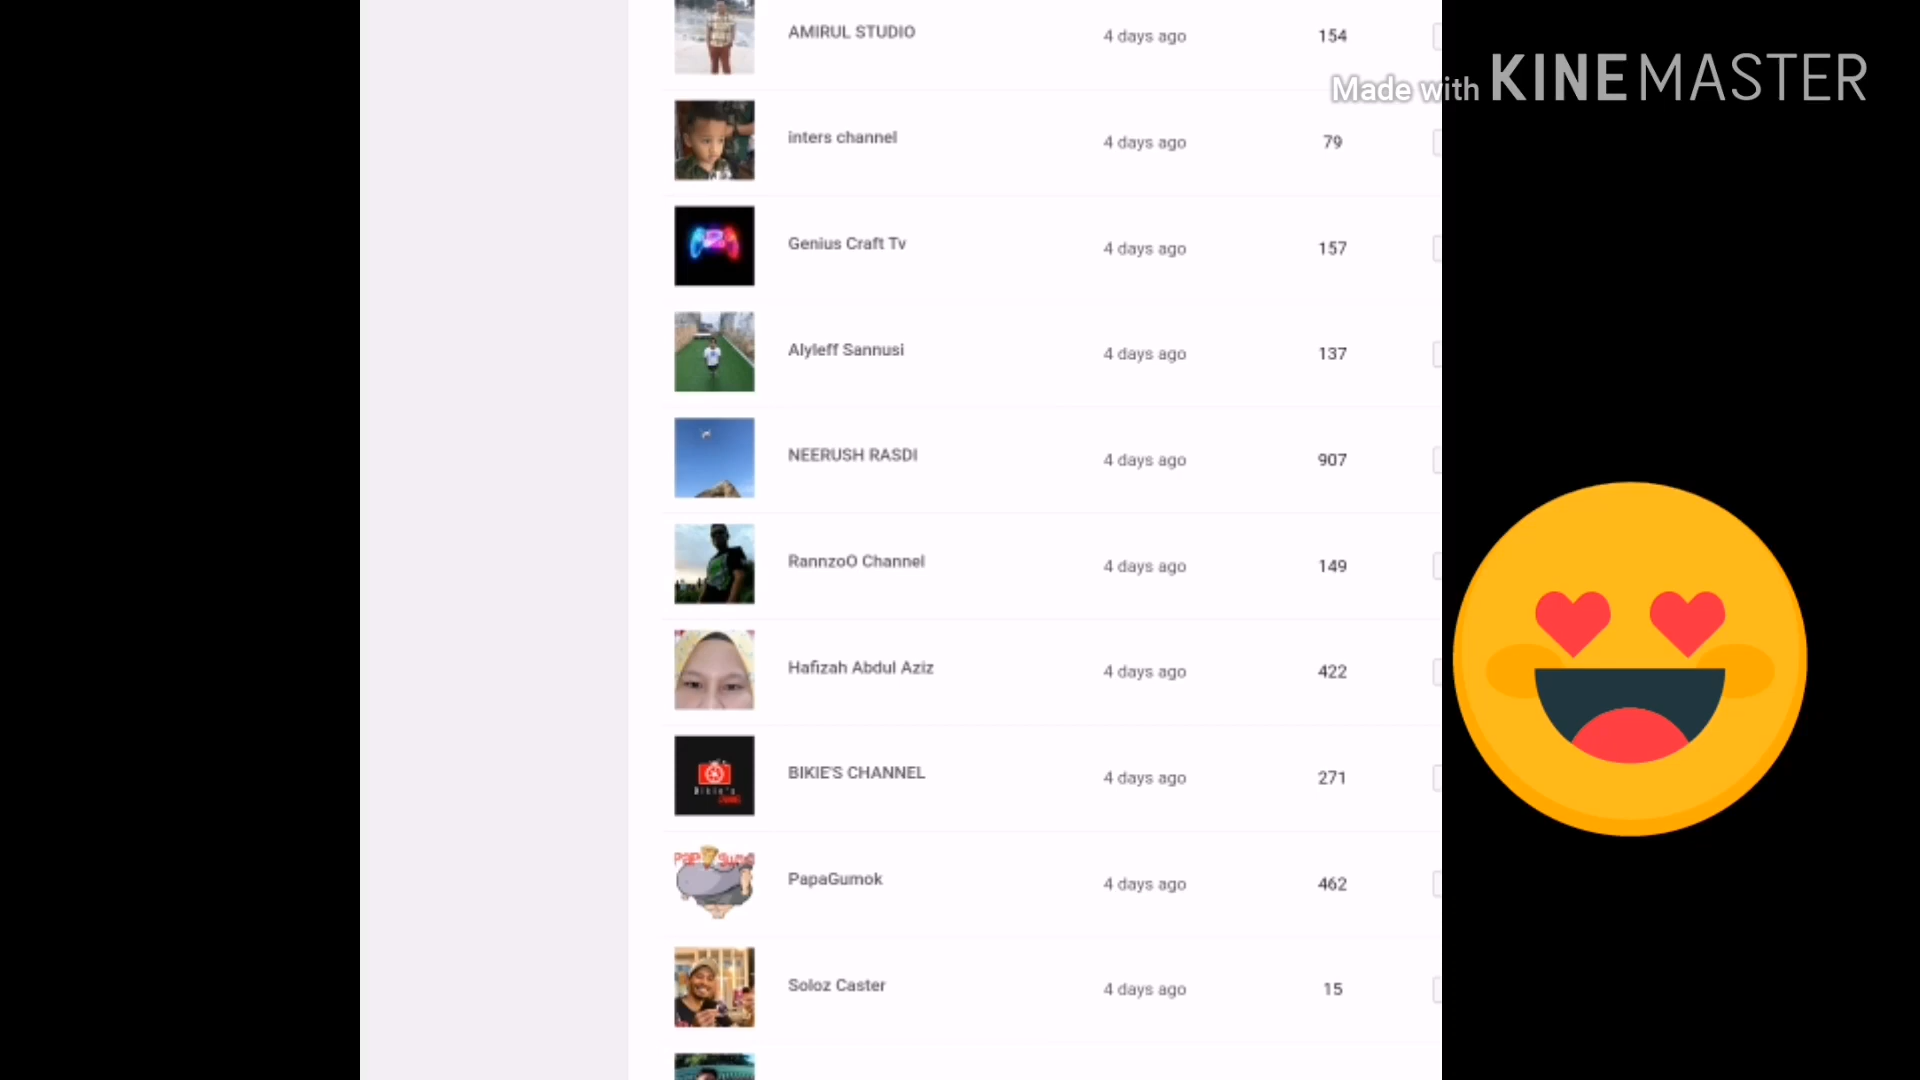 AMIRUL STUDIO 4 days ago 154
Made with KINEMASTER
inters channel 4 days ago 79
Genius Craft Tv 4 days ago 157
Alyleff Sannusi 4 days ago 137
NEERUSH RASDI 4 days ago 907
RannzoO Channel 4 days ago 149
Hafizah Abdul Aziz 4 days ago 422
BIKIE'S CHANNEL 4 days ago 271
Bikie's
PapaGumok 4 days ago 462
Soloz Caster 4 days ago 15